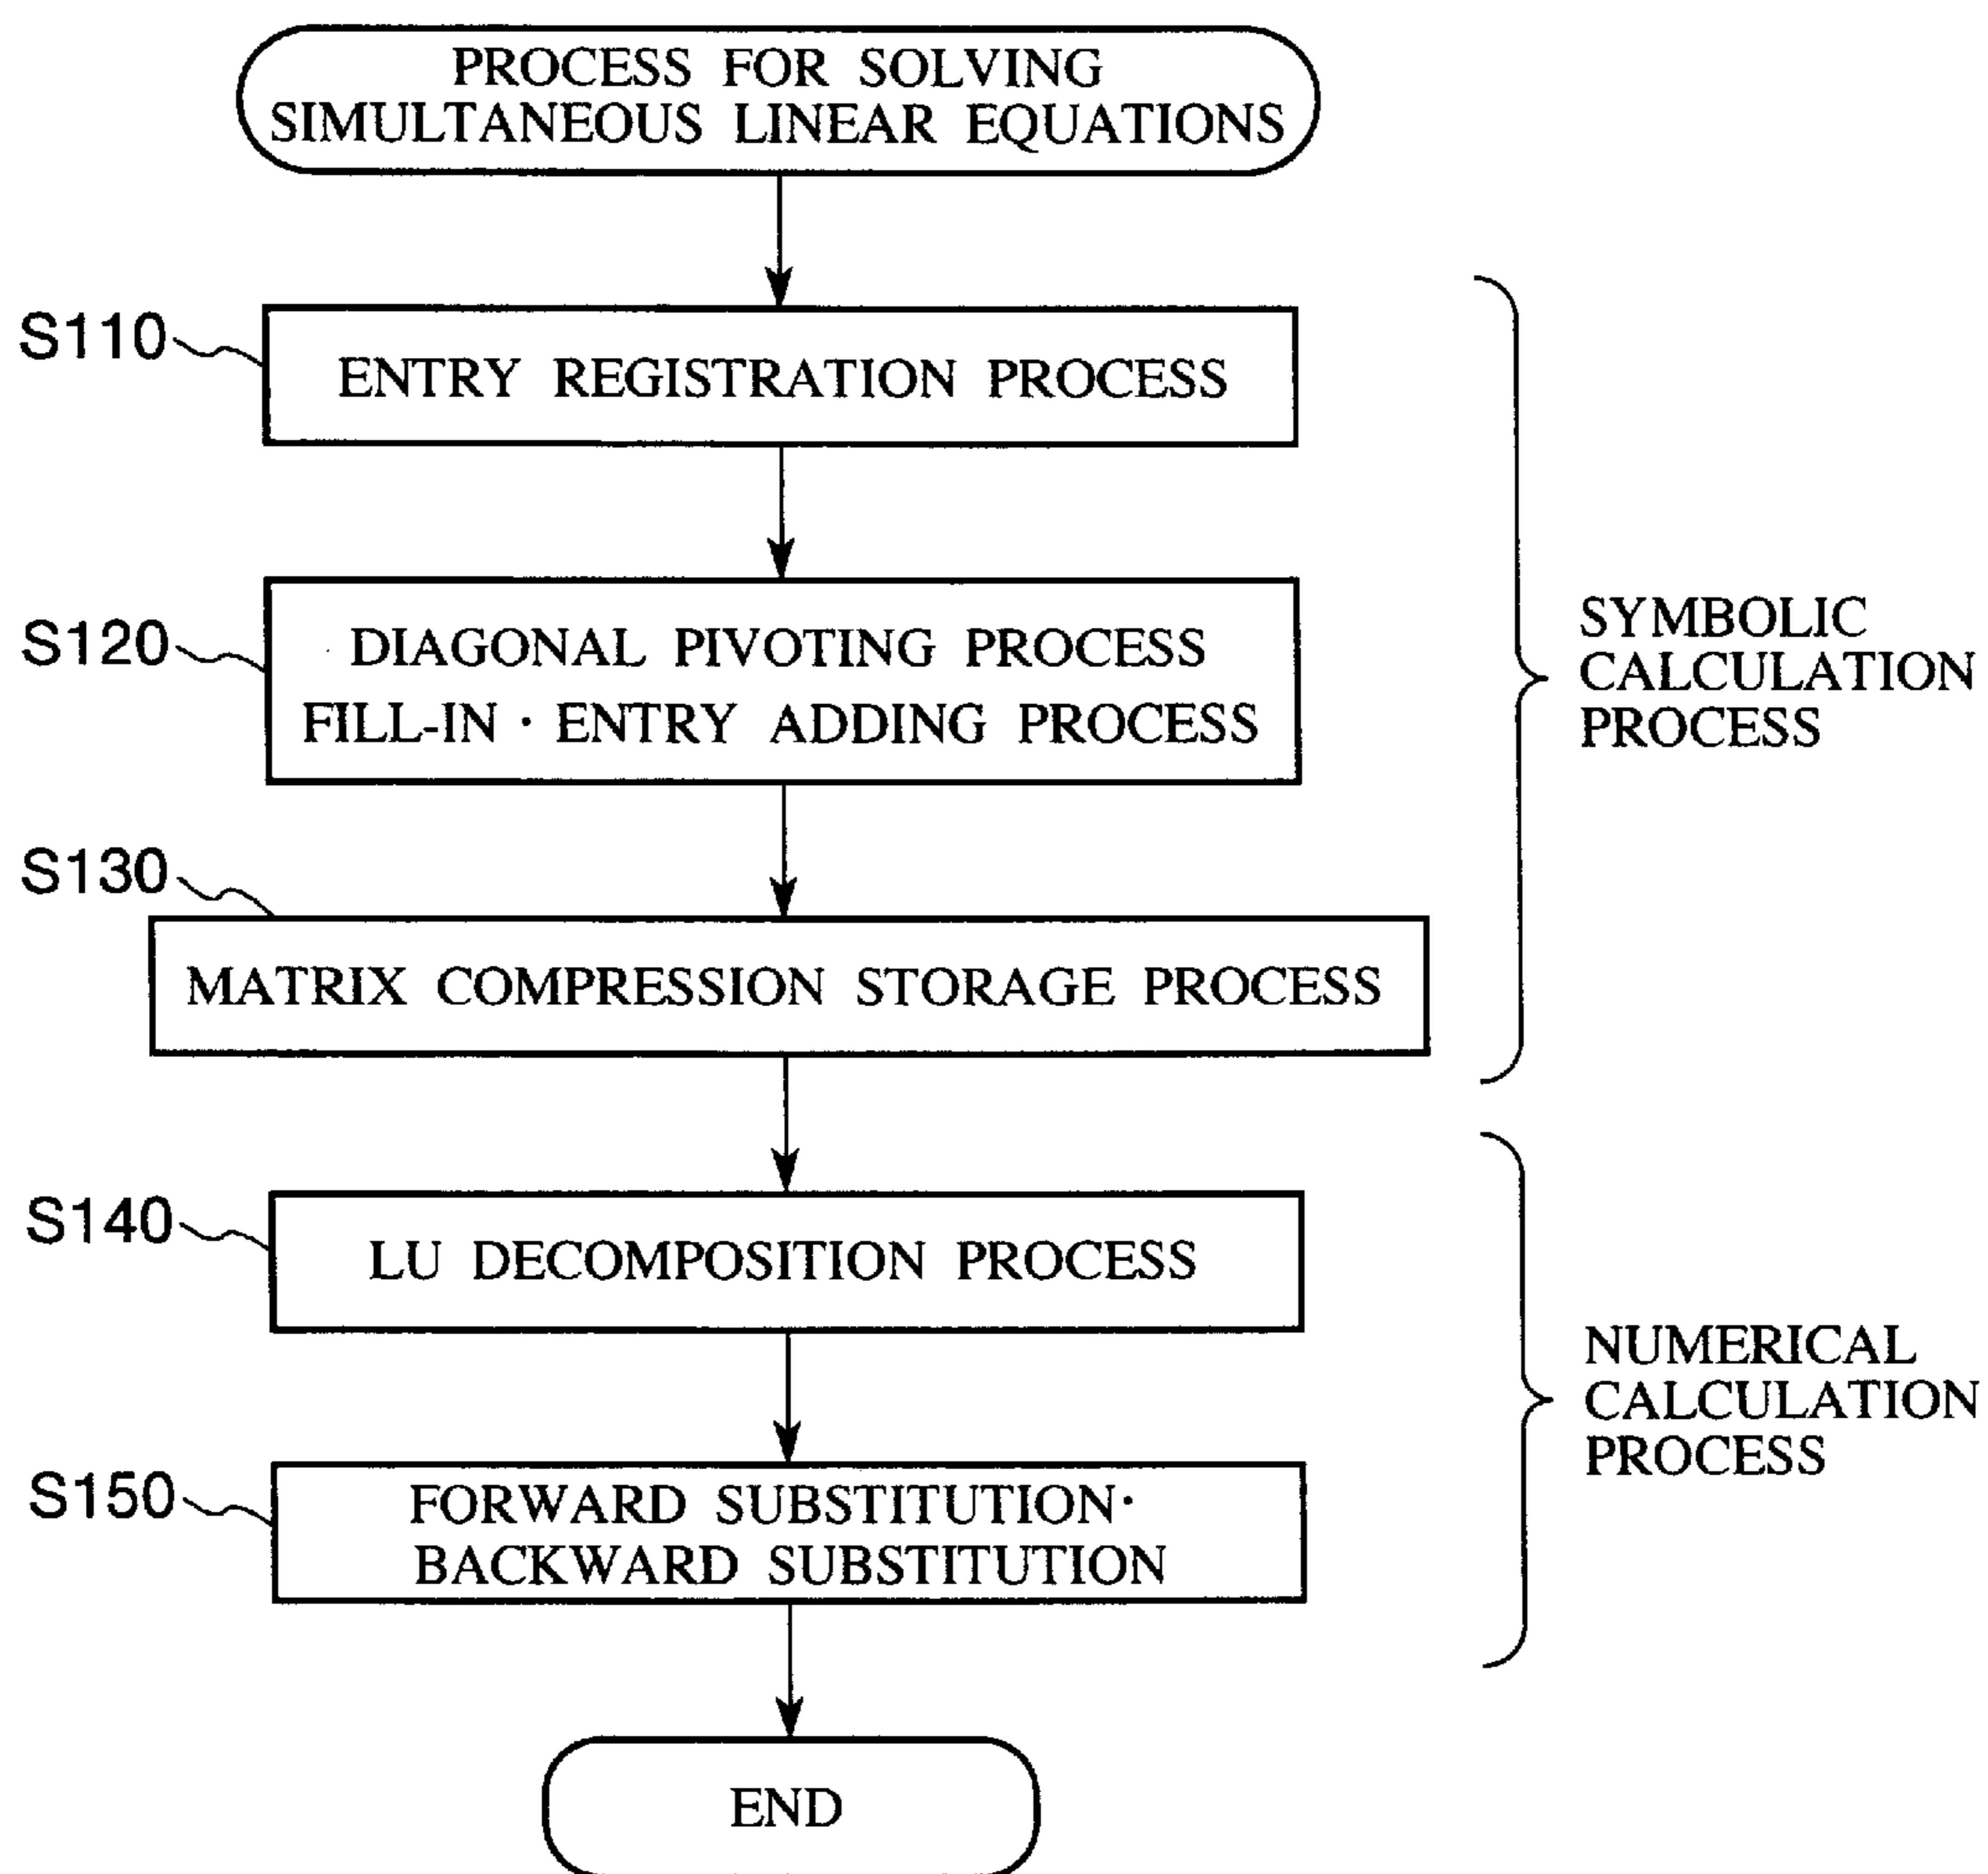 PROCESS FOR SOLVING
SIMULTANEOUS LINEAR EQUATIONS
S110
ENTRY REGISTRATION PROCESS
S120
DIAGONAL PIVOTING PROCESS
FILL-IN · ENTRY ADDING PROCESS
SYMBOLIC
CALCULATION
PROCESS
S130
MATRIX COMPRESSION STORAGE PROCESS
S140
LU DECOMPOSITION PROCESS
NUMERICAL
CALCULATION
PROCESS
S150
FORWARD SUBSTITUTION·
BACKWARD SUBSTITUTION
END